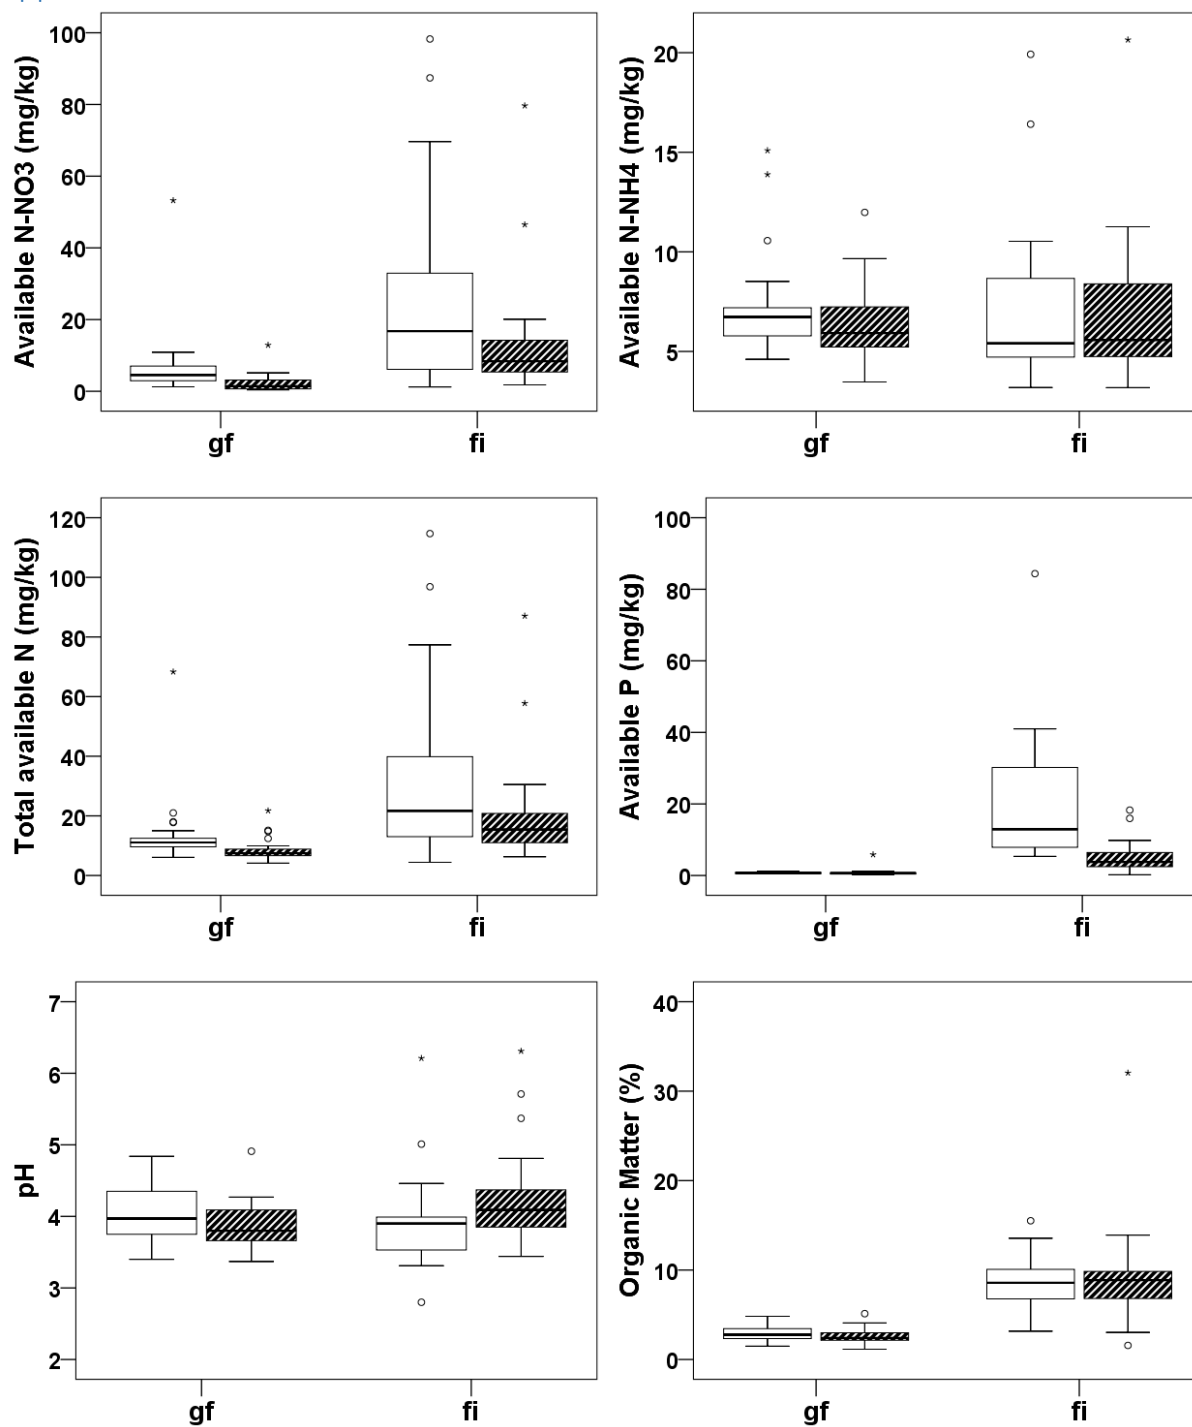 Available N-NO3 (mg/kg)
100
80
60
40
20
0
gf
fi
Available N-NH4 (mg/kg)
20
15
10
5
gf
fi
Total available N (mg/kg)
120
100
80
60
40
20
0
gf
fi
Available P (mg/kg)
100
80
60
40
20
0
gf
fi
pH
7
6
5
4
3
2
gf
fi
Organic Matter (%)
40
30
20
10
0
gf
fi